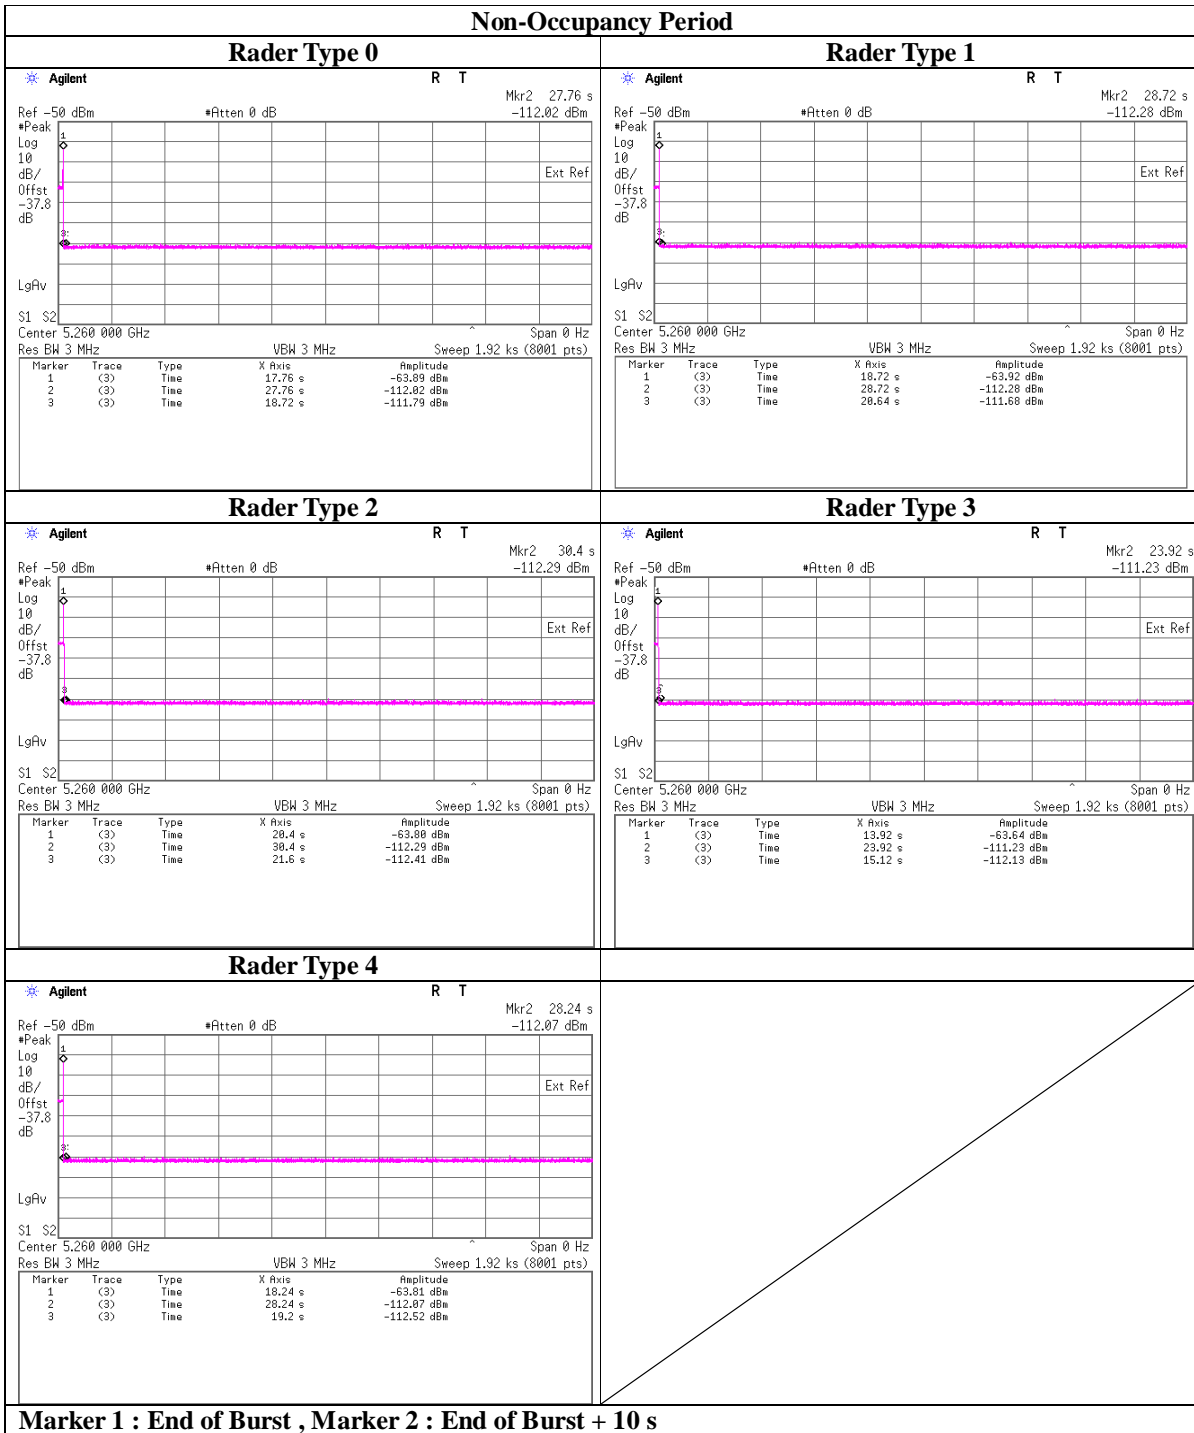 Non-Occupancy Period
Rader Type 0
Agilent
R T
Mkr2 27.76 s
Ref -50 dBm #Atten 0 dB -112.02 dBm
#Peak
1
Log
10
dB/
Ext Ref
Offst
-37.8
dB
3
LgAv
S1 S2
Center 5.260 000 GHz Span 0 Hz
Res BW 3 MHz VBW 3 MHz Sweep 1.92 ks (8001 pts)
Marker Trace Type X Axis Amplitude
1 (3) Time 17.76 s -63.89 dBm
2 (3) Time 27.76 s -112.02 dBm
3 (3) Time 18.72 s -111.79 dBm
Rader Type 1
Agilent
R T
Mkr2 28.72 s
Ref -50 dBm #Atten 0 dB -112.28 dBm
#Peak
1
Log
10
dB/
Ext Ref
Offst
-37.8
dB
3
LgAv
S1 S2
Center 5.260 000 GHz Span 0 Hz
Res BW 3 MHz VBW 3 MHz Sweep 1.92 ks (8001 pts)
Marker Trace Type X Axis Amplitude
1 (3) Time 18.72 s -63.92 dBm
2 (3) Time 28.72 s -112.28 dBm
3 (3) Time 20.64 s -111.68 dBm
Rader Type 2
Agilent
R T
Mkr2 30.4 s
Ref -50 dBm #Atten 0 dB -112.29 dBm
#Peak
1
Log
10
dB/
Ext Ref
Offst
-37.8
dB
3
LgAv
S1 S2
Center 5.260 000 GHz Span 0 Hz
Res BW 3 MHz VBW 3 MHz Sweep 1.92 ks (8001 pts)
Marker Trace Type X Axis Amplitude
1 (3) Time 20.4 s -63.80 dBm
2 (3) Time 30.4 s -112.29 dBm
3 (3) Time 21.6 s -112.41 dBm
Rader Type 3
Agilent
R T
Mkr2 23.92 s
Ref -50 dBm #Atten 0 dB -111.23 dBm
#Peak
1
Log
10
dB/
Ext Ref
Offst
-37.8
dB
3
LgAv
S1 S2
Center 5.260 000 GHz Span 0 Hz
Res BW 3 MHz VBW 3 MHz Sweep 1.92 ks (8001 pts)
Marker Trace Type X Axis Amplitude
1 (3) Time 13.92 s -63.64 dBm
2 (3) Time 23.92 s -111.23 dBm
3 (3) Time 15.12 s -112.13 dBm
Rader Type 4
Agilent
R T
Mkr2 28.24 s
Ref -50 dBm #Atten 0 dB -112.07 dBm
#Peak
1
Log
10
dB/
Ext Ref
Offst
-37.8
dB
3
LgAv
S1 S2
Center 5.260 000 GHz Span 0 Hz
Res BW 3 MHz VBW 3 MHz Sweep 1.92 ks (8001 pts)
Marker Trace Type X Axis Amplitude
1 (3) Time 18.24 s -63.81 dBm
2 (3) Time 28.24 s -112.07 dBm
3 (3) Time 19.2 s -112.52 dBm
Marker 1 : End of Burst , Marker 2 : End of Burst + 10 s